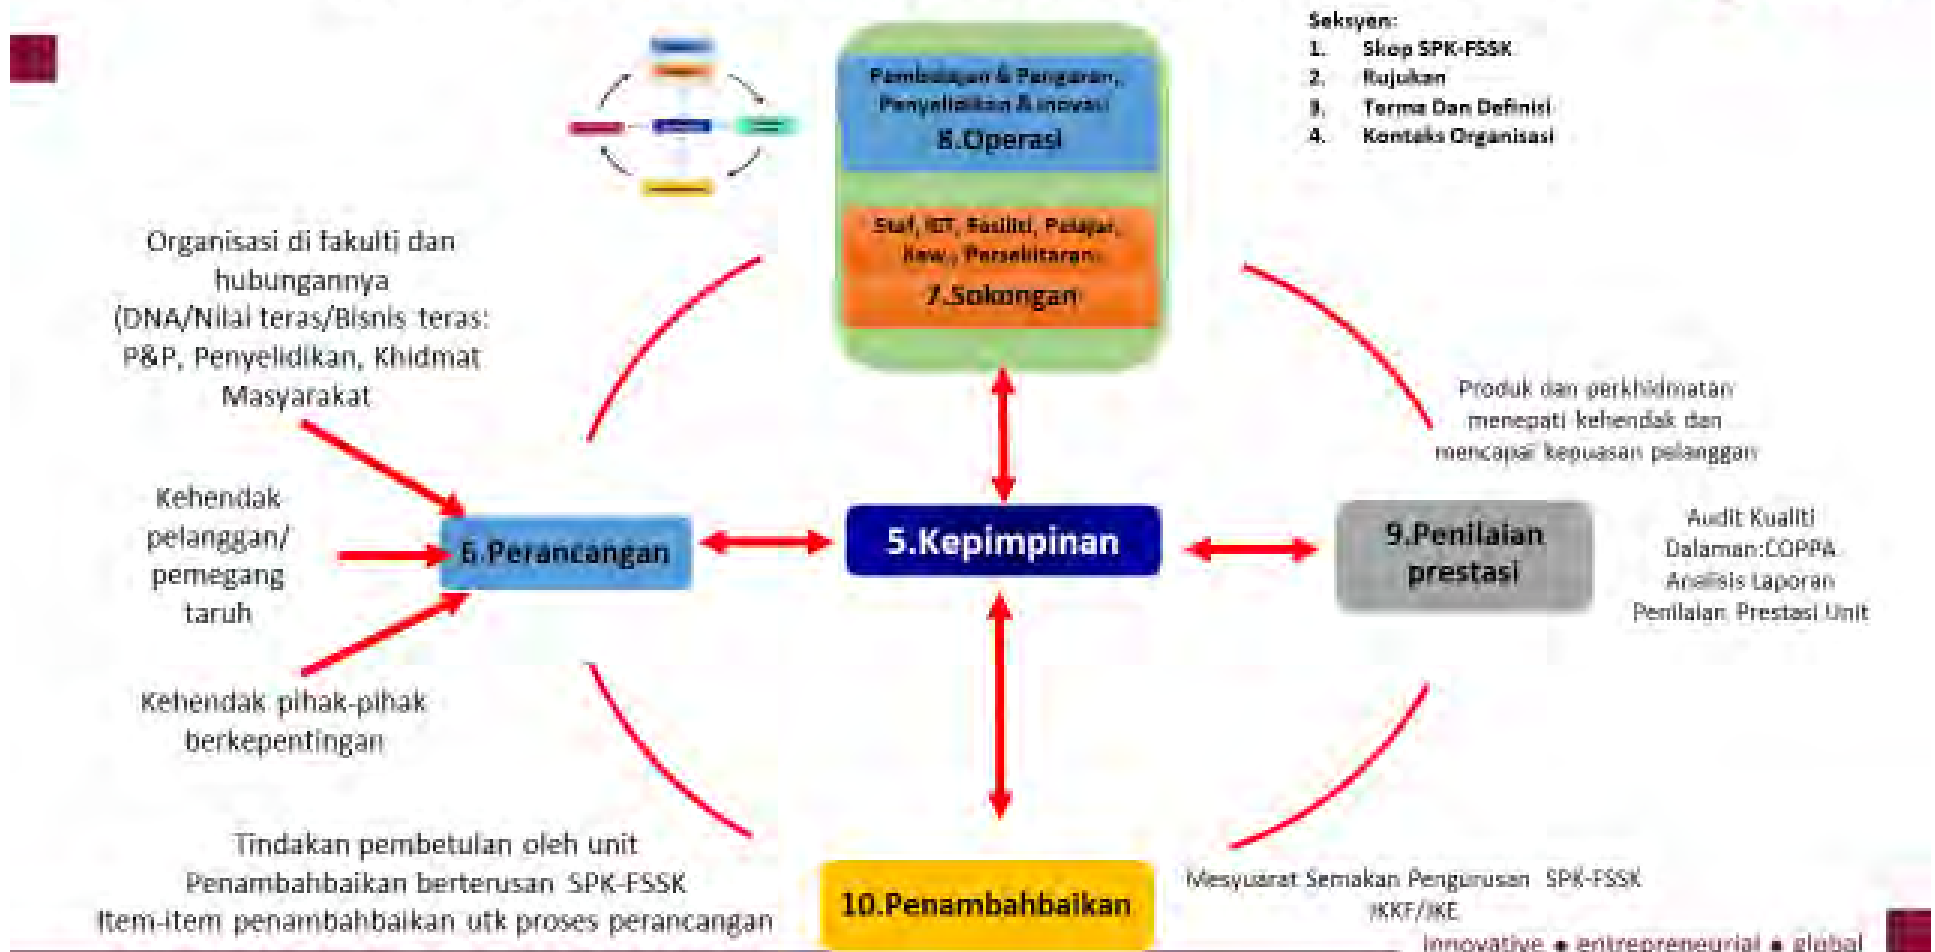 Seksyen:
1. Skop SPK-FSSK
2. Rujukan
3. Terma Dan Definisi
4. Konteks Organisasi
Pembelajan & Pengaran,
Penyelidikan & Inovasi
8.Operasi
Staf, ICT, Fasiliti, Pelajar,
Kew., Persekitaran
7.Sokongan
Organisasi di fakulti dan
hubungannya
(DNA/Nilai teras/Bisnis teras:
P&P, Penyelidikan, Khidmat
Masyarakat
Kehendak
pelanggan/
pemegang
taruh
Kehendak pihak-pihak
berkepentingan
6.Perancangan
5.Kepimpinan
9.Penilaian
prestasi
Produk dan perkhidmatan
menepati kehendak dan
mencapai kepuasan pelanggan
Audit Kualiti
Dalaman:COPPA
Analisis Laporan
Penilaian Prestasi Unit
Tindakan pembetulan oleh unit
Penambahbaikan berterusan SPK-FSSK
Item-item penambahbaikan utk proses perancangan
10.Penambahbaikan
Mesyuarat Semakan Pengurusan SPK-FSSK
JKKF/JKE
innovative ● entrepreneurial ● global